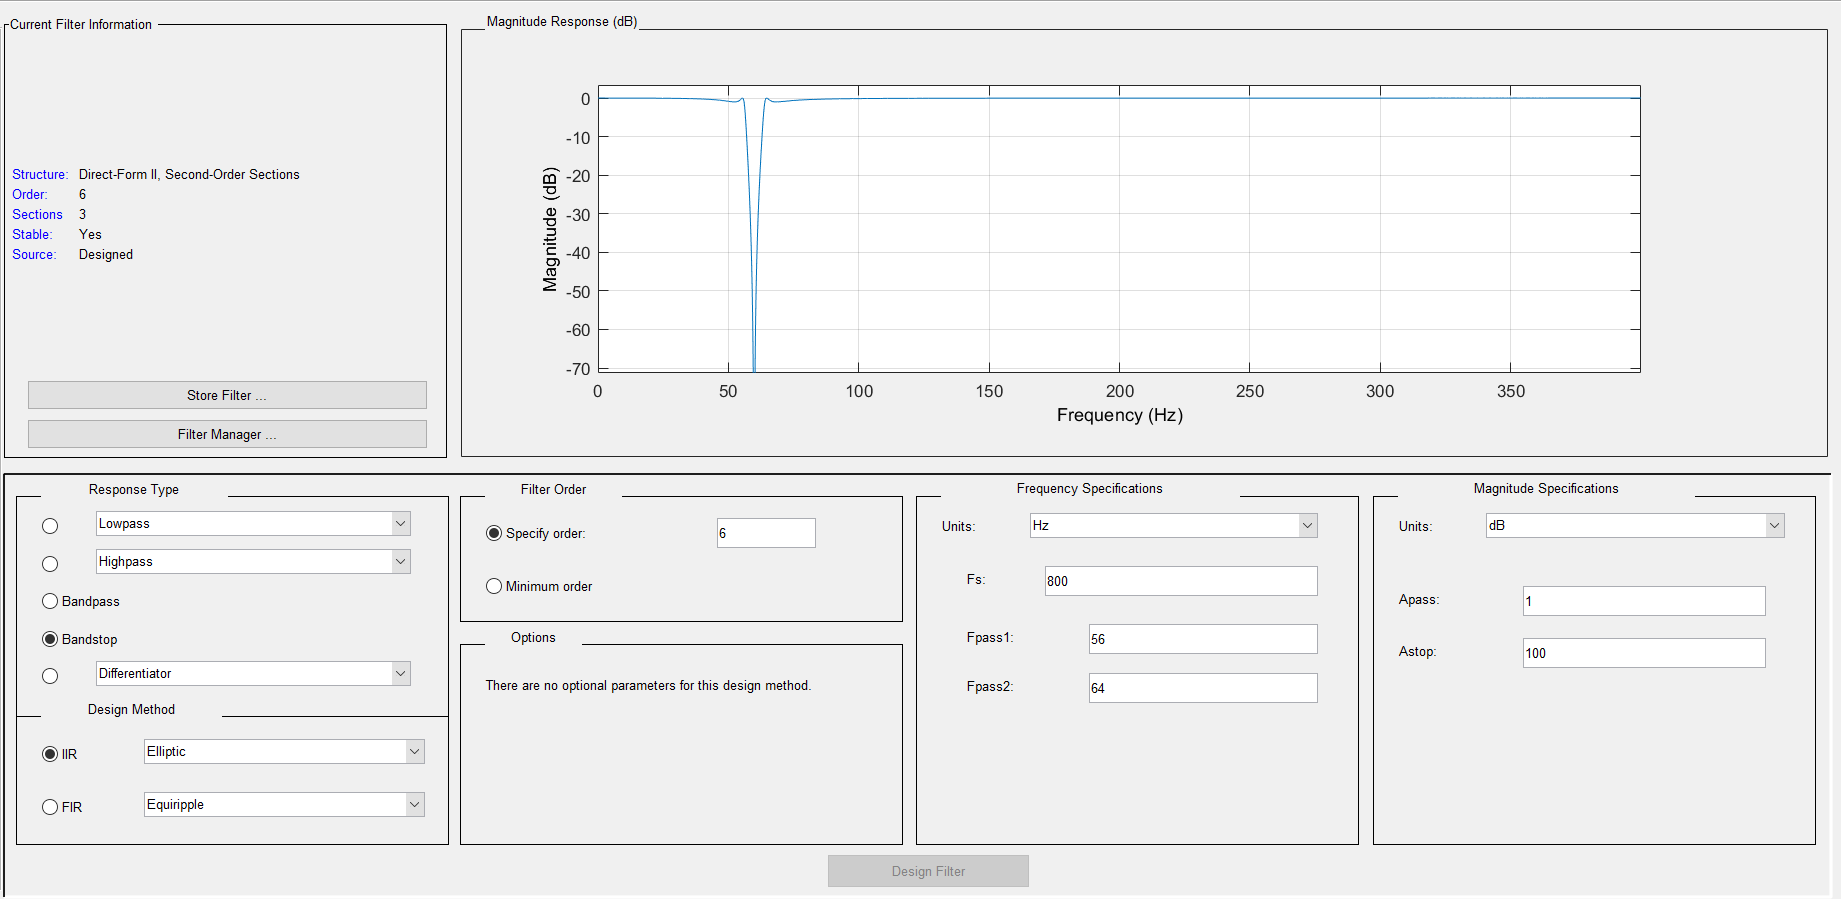 Current Filter Information
Structure: Direct-Form II, Second-Order Sections
Order: 6
Sections 3
Stable: Yes
Source: Designed
Store Filter ...
Filter Manager ...
Magnitude Response (dB)
Magnitude (dB)
0
-10
-20
-30
-40
-50
-60
-70
0 50 100 150 200 250 300 350
Frequency (Hz)
Response Type
Lowpass
Highpass
Bandpass
Bandstop
Differentiator
Design Method
IIR Elliptic
FIR Equiripple
Filter Order
Specify order: 6
Minimum order
Options
There are no optional parameters for this design method.
Frequency Specifications
Units: Hz
Fs: 800
Fpass1: 56
Fpass2: 64
Magnitude Specifications
Units: dB
Apass: 1
Astop: 100
Design Filter